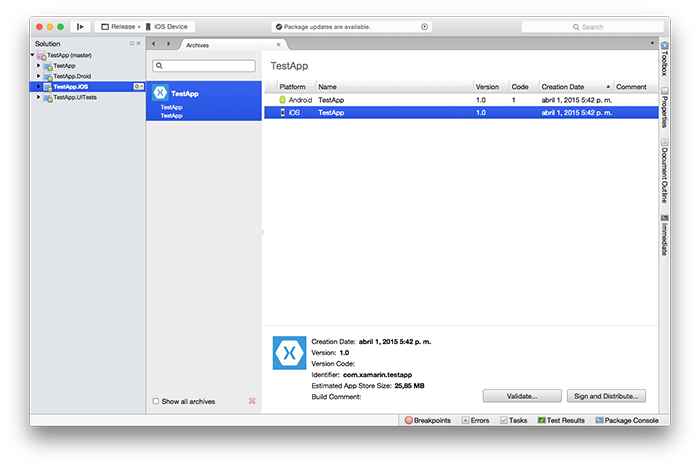 Release › iOS Device
Package updates are available.
Search
Solution
Archives
TestApp (master)
TestApp
TestApp.Droid
TestApp.iOS
TestApp.UITests
TestApp
TestApp
TestApp
Show all archives
TestApp
Platform Name Version Code Creation Date Comment
Android TestApp 1.0 1 abril 1, 2015 5:42 p. m.
iOS TestApp 1.0 abril 1, 2015 5:42 p. m.
Creation Date: abril 1, 2015 5:42 p. m.
Version: 1.0
Version Code:
Identifier: com.xamarin.testapp
Estimated App Store Size: 25,85 MB
Build Comment:
Validate...
Sign and Distribute...
Toolbox
Properties
Document Outline
Immediate
Breakpoints Errors Tasks Test Results Package Console